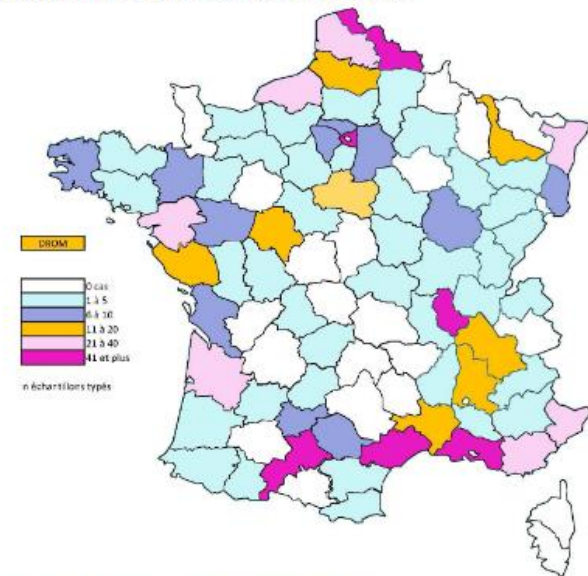 DROM
0 cas
1 à 5
6 à 10
11 à 20
21 à 40
41 et plus
n échantillons typés